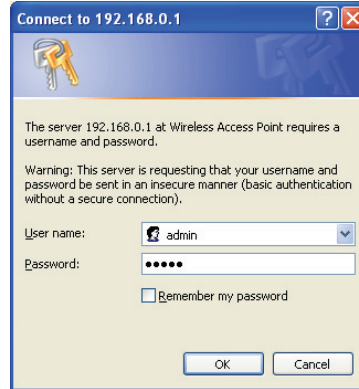 Connect to 192.168.0.1
The server 192.168.0.1 at Wireless Access Point requires a
username and password.
Warning: This server is requesting that your username and
password be sent in an insecure manner (basic authentication
without a secure connection).
User name: admin
Password: •••••
Remember my password
OK Cancel